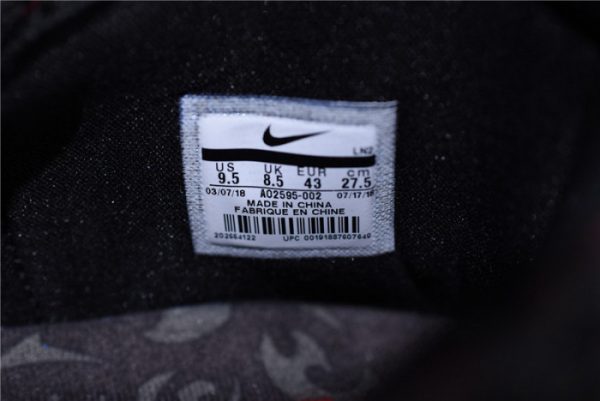 LN2
US UK EUR cm
9.5 8.5 43 27.5
03/07/18 AO2595-002 07/17/18
MADE IN CHINA
FABRIQUE EN CHINE
UPC